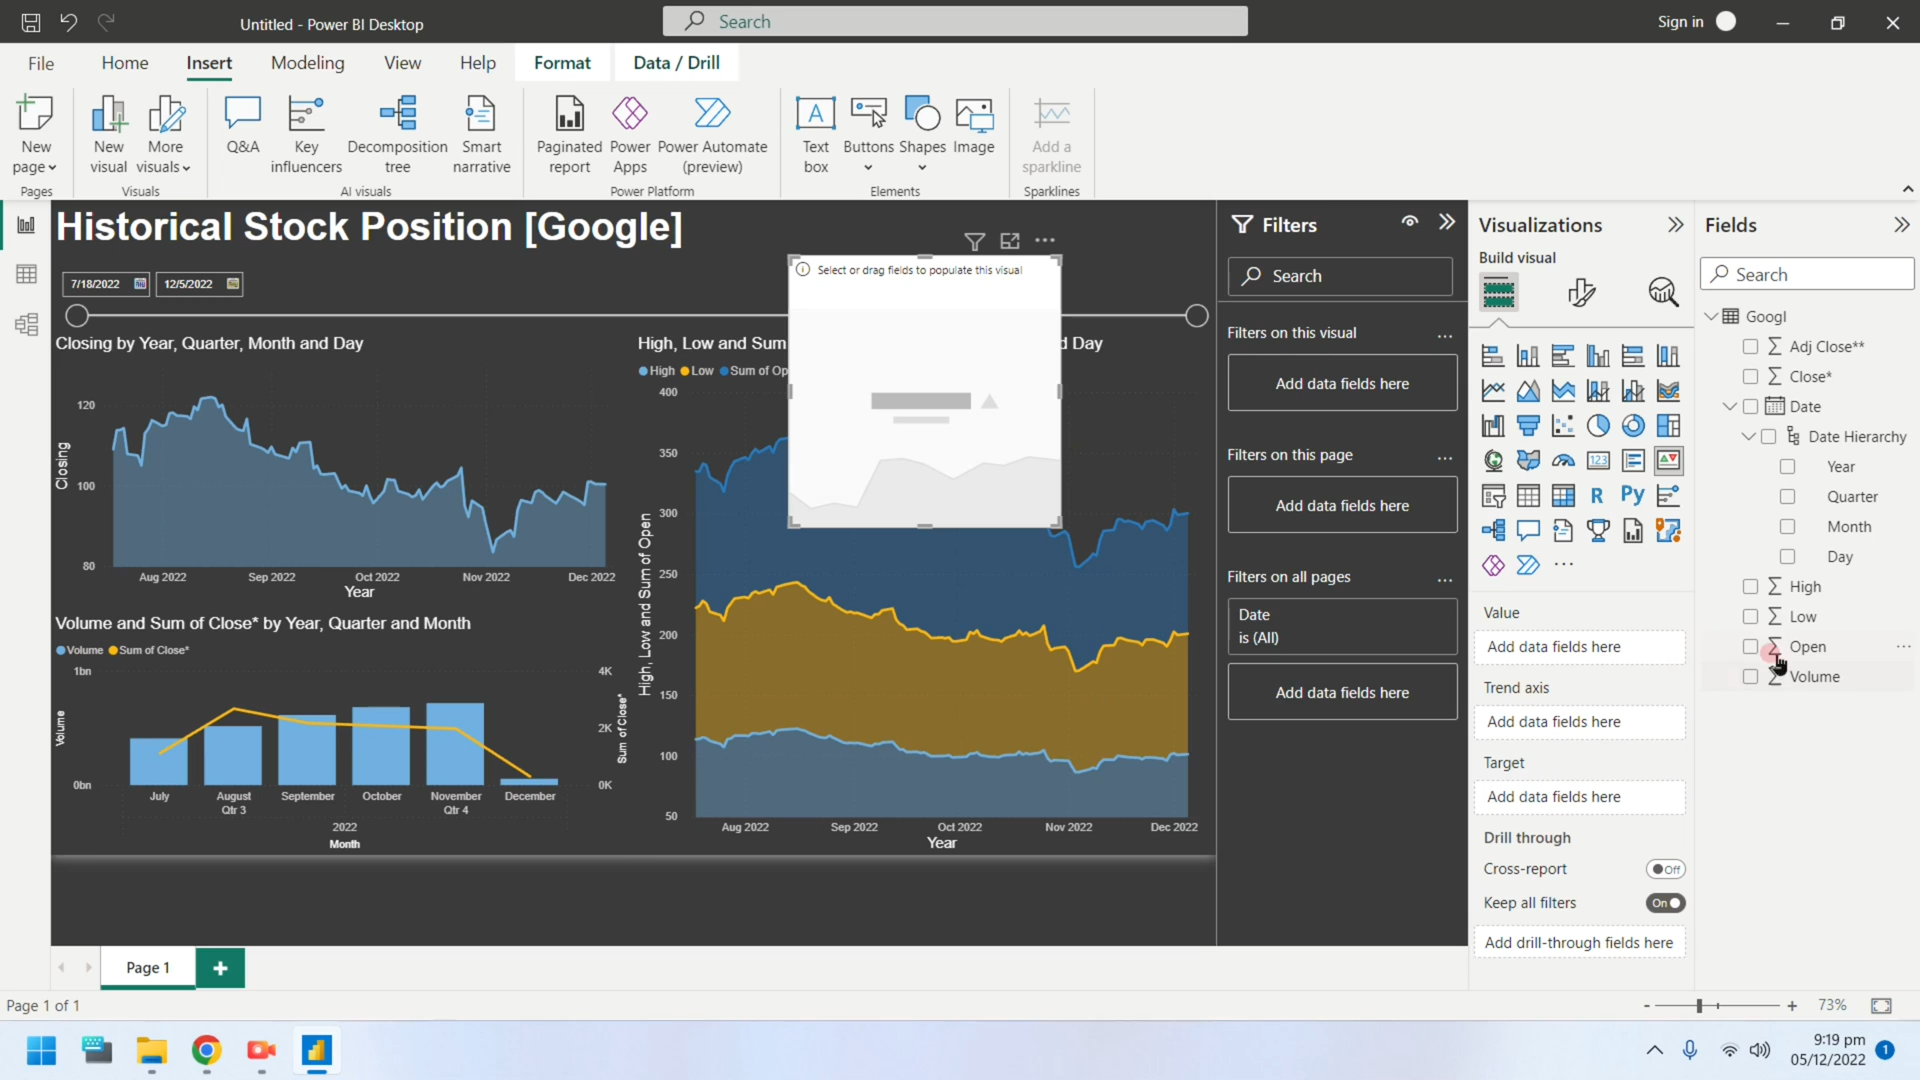 Untitled - Power BI Desktop
Search
Sign in
File Home Insert Modeling View Help Format Data / Drill
New page
New visual
More visuals
Q&A
Key influencers
Decomposition tree
Smart narrative
Paginated report
Power Apps
Power Automate (preview)
Text box
Buttons
Shapes
Image
Add a sparkline
Pages
Visuals
AI visuals
Power Platform
Elements
Sparklines
Historical Stock Position [Google]
7/18/2022
12/5/2022
Closing by Year, Quarter, Month and Day
120
100
80
Closing
Aug 2022 Sep 2022 Oct 2022 Nov 2022 Dec 2022
Year
Volume and Sum of Close* by Year, Quarter and Month
Volume Sum of Close*
1bn
0bn
Volume
4K
2K
0K
Sum of Close*
July August September October November December
Qtr 3 Qtr 4
2022
Month
High, Low and Sum
d Day
High Low Sum of Op
400
350
300
250
200
150
100
50
High, Low and Sum of Open
Aug 2022 Sep 2022 Oct 2022 Nov 2022 Dec 2022
Year
Select or drag fields to populate this visual
Filters
Search
Filters on this visual
Add data fields here
Filters on this page
Add data fields here
Filters on all pages
Date
is (All)
Add data fields here
Visualizations
Build visual
123
R
Py
Value
Add data fields here
Trend axis
Add data fields here
Target
Add data fields here
Drill through
Cross-report Off
Keep all filters On
Add drill-through fields here
Fields
Search
Googl
Adj Close**
Close*
Date
Date Hierarchy
Year
Quarter
Month
Day
High
Low
Open
Volume
Page 1
Page 1 of 1
73%
9:19 pm
05/12/2022
1